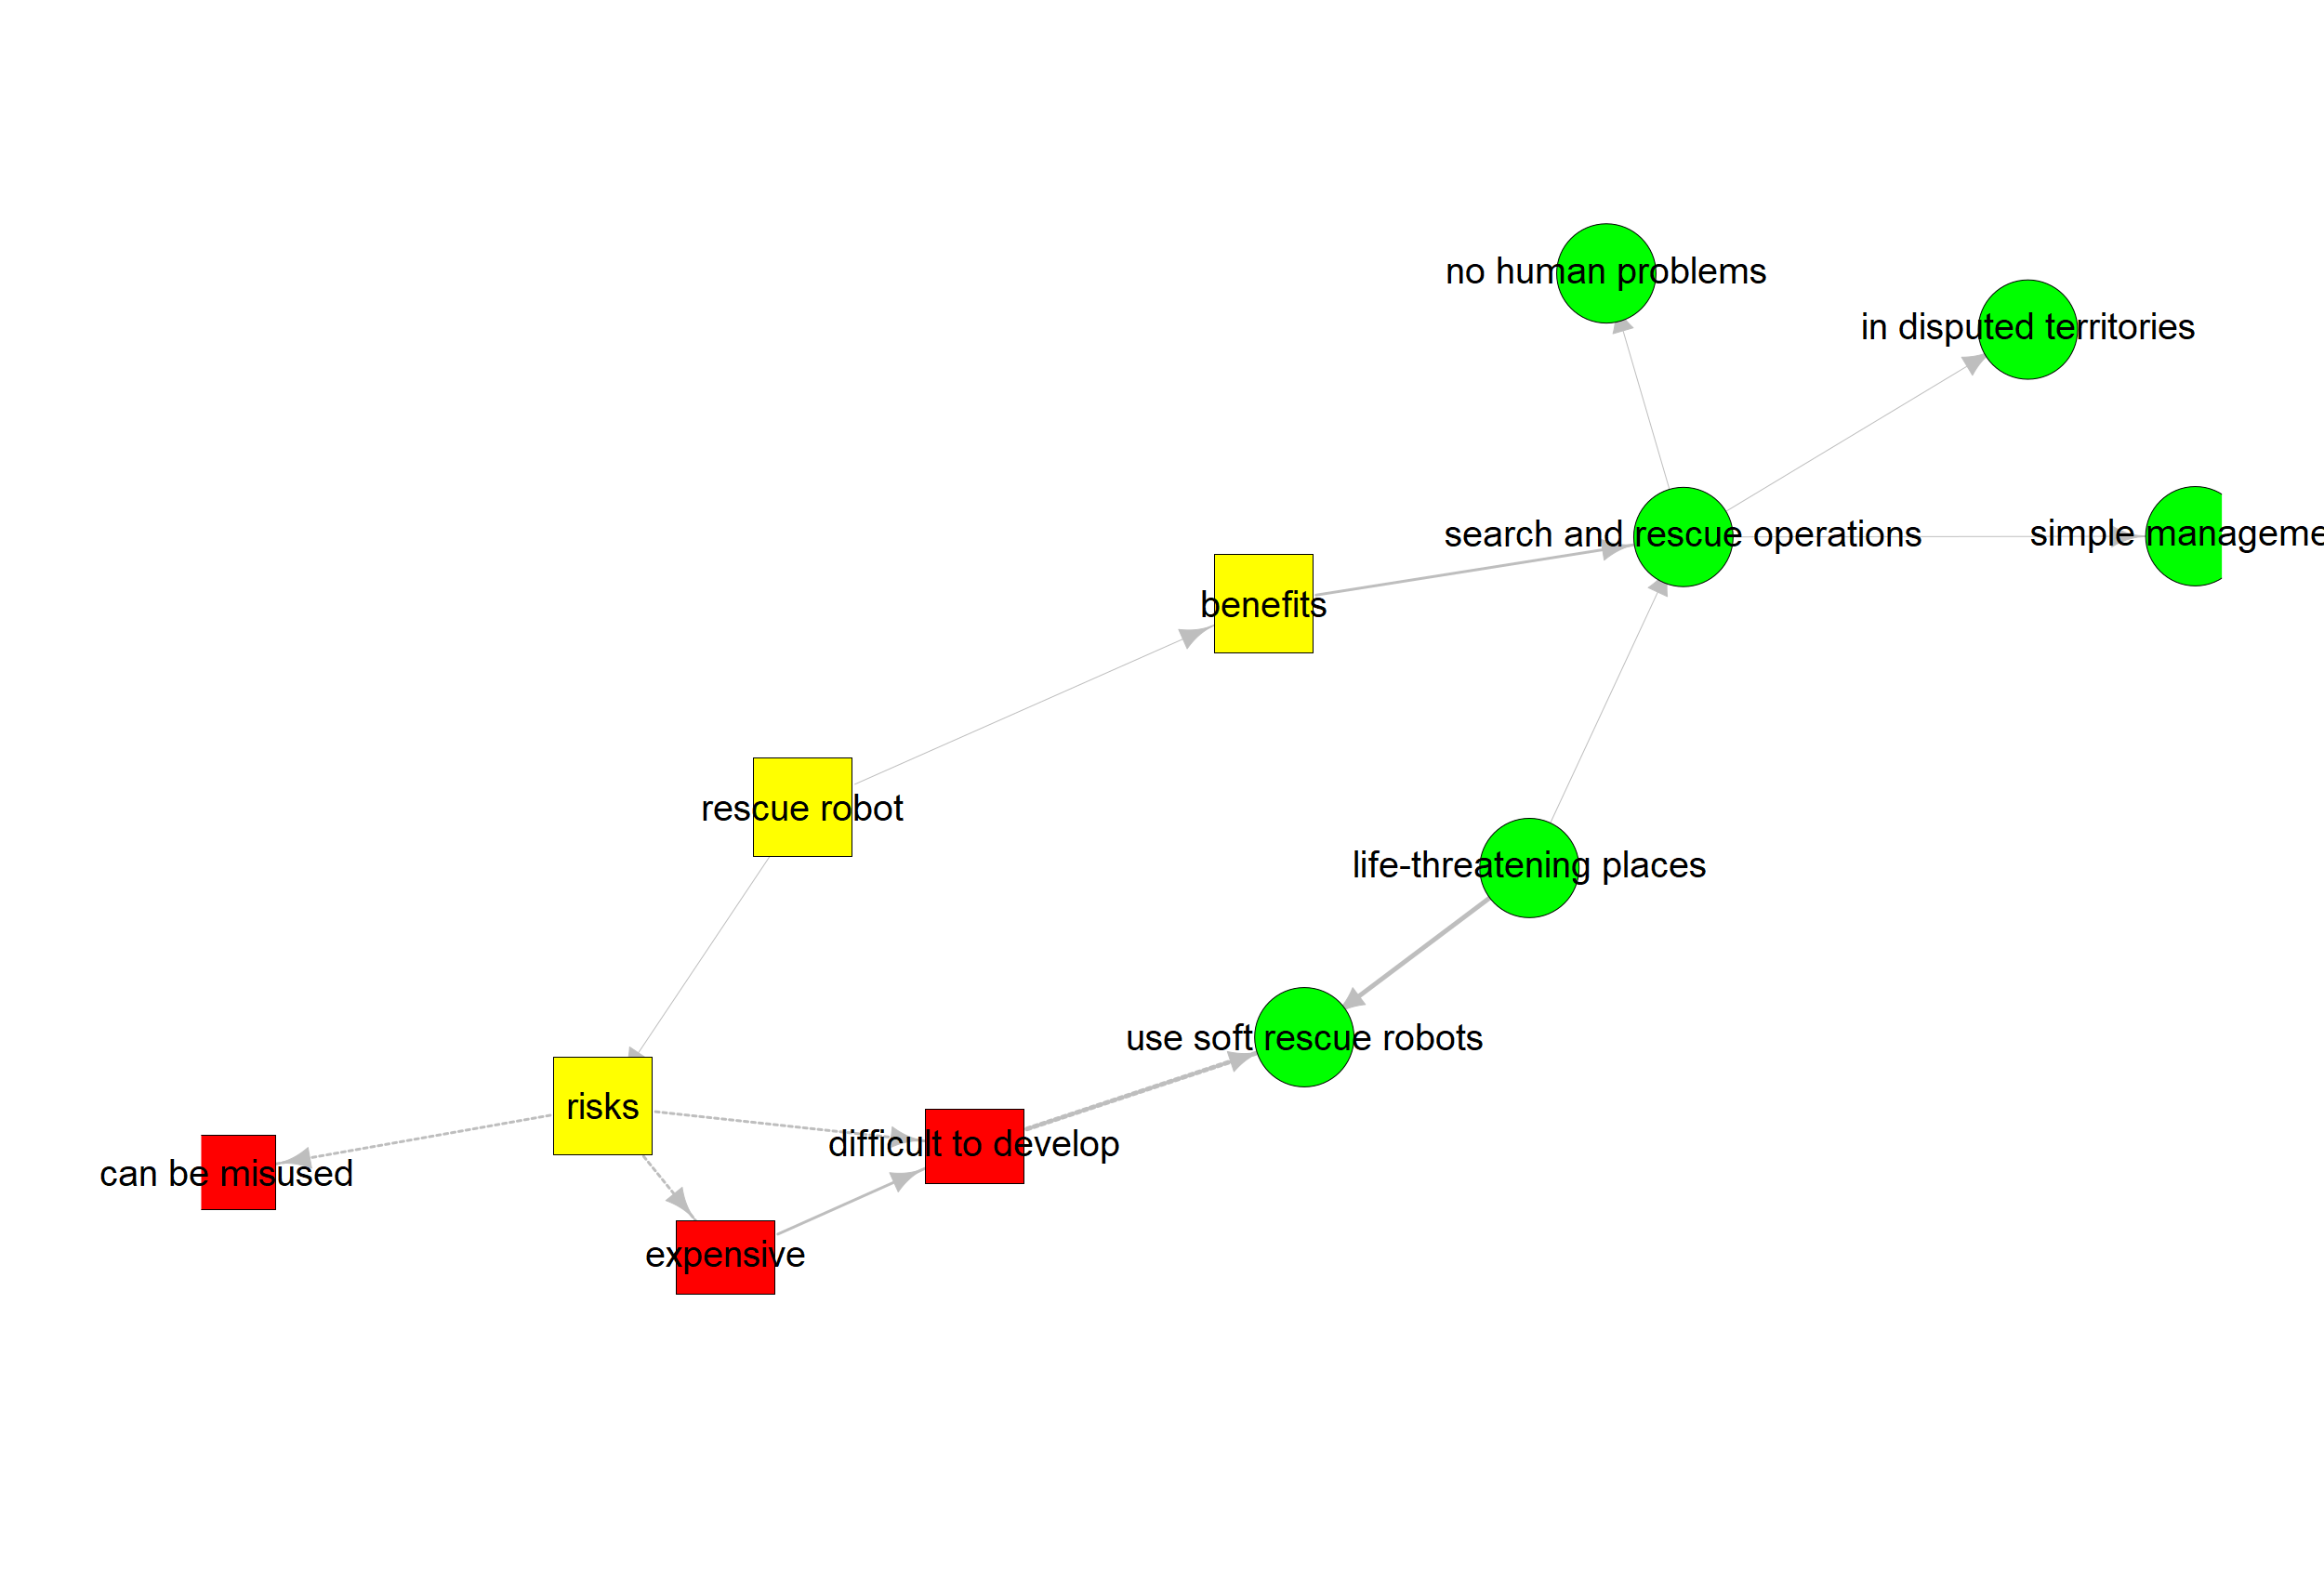 no human problems
in disputed territories
search and rescue operations
simple manageme
benefits
rescue robot
life-threatening places
use soft rescue robots
risks
difficult to develop
can be misused
expensive